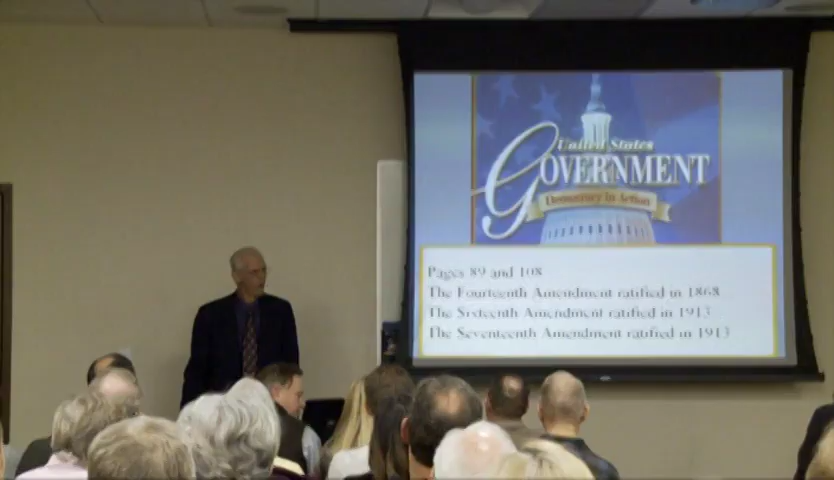 United States
GOVERNMENT
Democracy in Action
Pages 89 and 108
The Fourteenth Amendment ratified in 1868
The Sixteenth Amendment ratified in 1913
The Seventeenth Amendment ratified in 1913